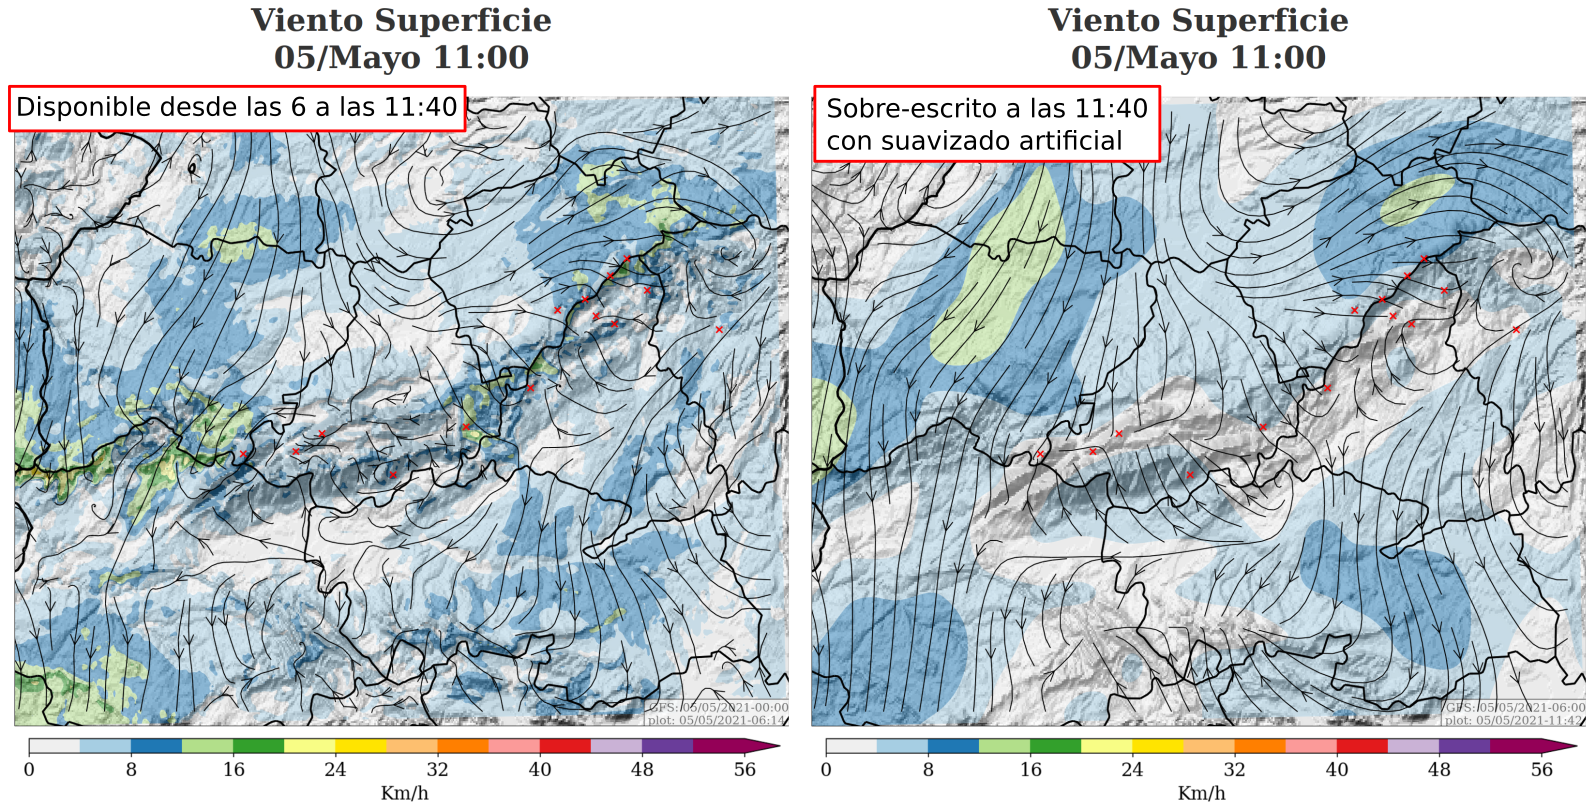 Viento Superficie
05/Mayo 11:00
Disponible desde las 6 a las 11:40
GFS: 05/05/2021-00:00
plot: 05/05/2021-06:14
0 8 16 24 32 40 48 56
Km/h
Viento Superficie
05/Mayo 11:00
Sobre-escrito a las 11:40
con suavizado artificial
GFS: 05/05/2021-06:00
plot: 05/05/2021-11:42
0 8 16 24 32 40 48 56
Km/h